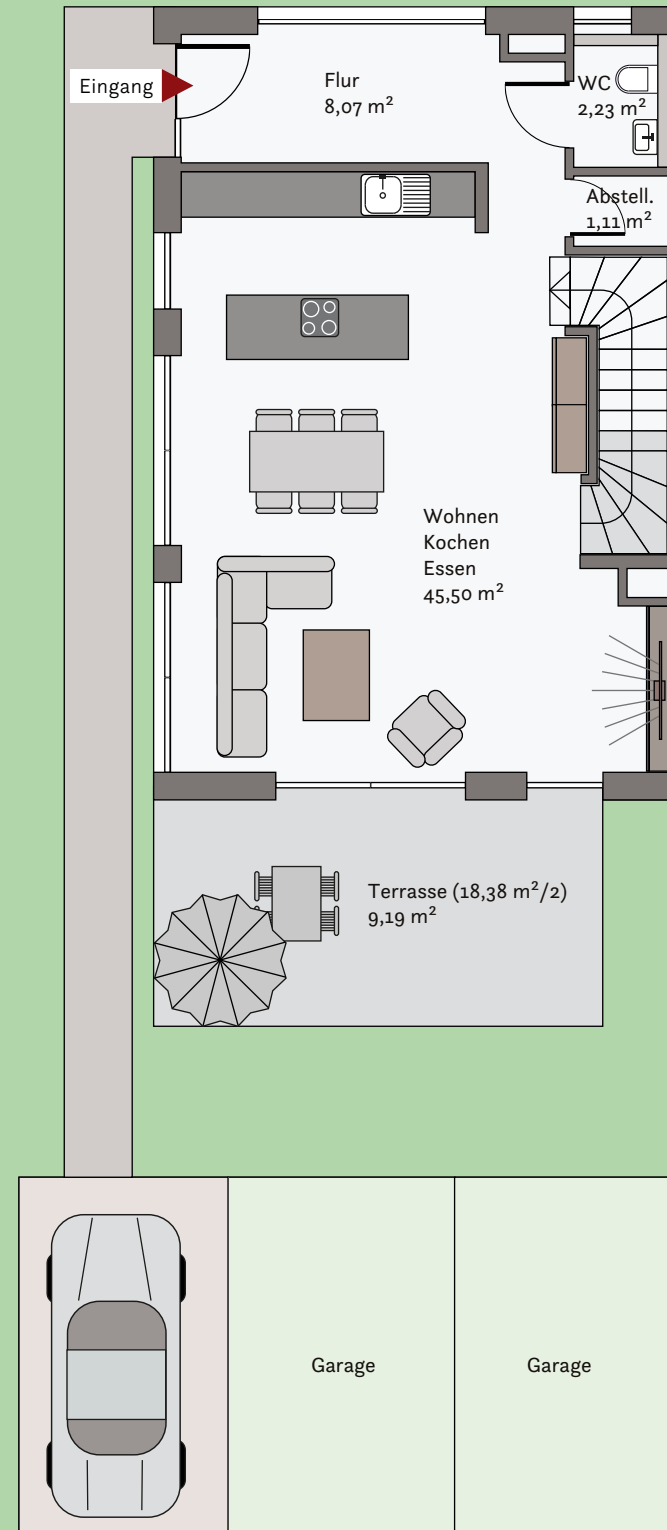 Eingang
Flur
8,07 m²
WC
2,23 m²
Abstell.
1,11 m²
Wohnen
Kochen
Essen
45,50 m²
Terrasse (18,38 m²/2)
9,19 m²
Garage
Garage